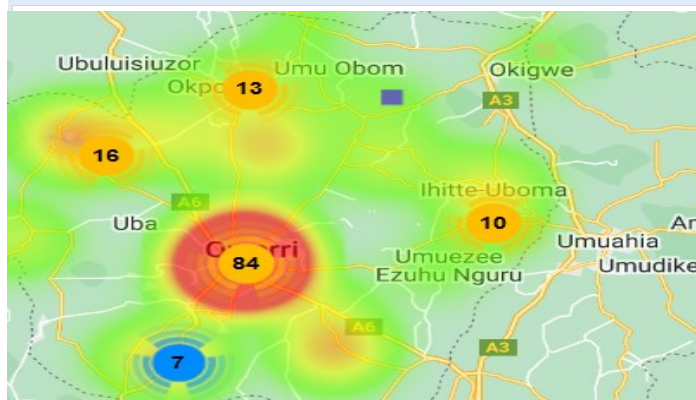 Ubuluisiuzor
Umu Obom
13
Okigwe
A3
16
Ihitte-Uboma
A6
Uba
10
Umuahia
84
Umuezee
Ezuhu Nguru
Umudike
A6
A3
7